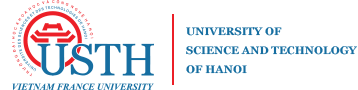 USTH
VIETNAM FRANCE UNIVERSITY
UNIVERSITY OF
SCIENCE AND TECHNOLOGY
OF HANOI